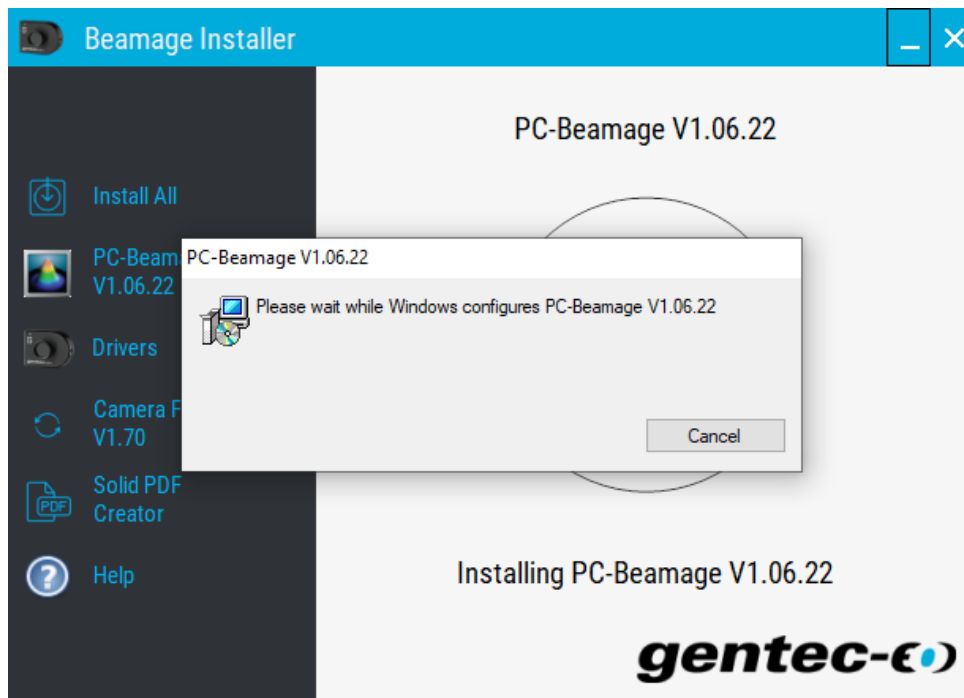 Beamage Installer
PC-Beamage V1.06.22
Install All
PC-Beam
V1.06.22
Drivers
Camera F
V1.70
Solid PDF
Creator
Help
PC-Beamage V1.06.22
Please wait while Windows configures PC-Beamage V1.06.22
Cancel
Installing PC-Beamage V1.06.22
gentec-eo